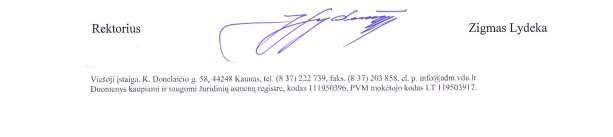 Rektorius Zigmas Lydeka
Viešoji įstaiga, K. Donelaičio g. 58, 44248 Kaunas, tel. (8 37) 222 739, faks. (8 37) 203 858, el. p. info@adm.vdu.lt
Duomenys kaupiami ir saugomi Juridinių asmenų registre, kodas 111950396, PVM mokėtojo kodas LT 119503917.